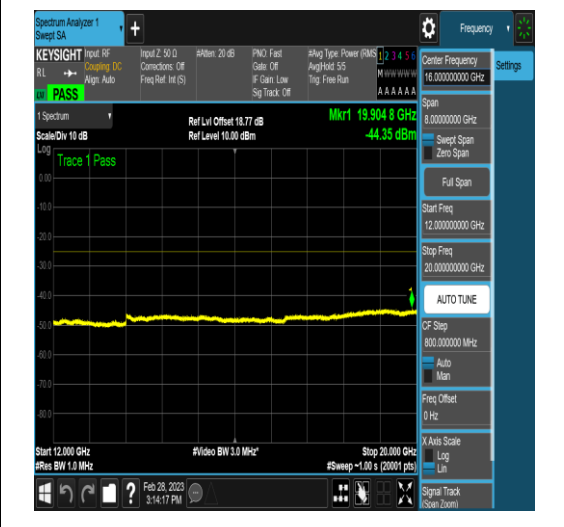 Spectrum Analyzer 1
Swept SA
Frequency
KEYSIGHT
RL
Input: RF
Coupling: DC
Align: Auto
Input Z: 50 Ω
Corrections: Off
Freq Ref: Int (S)
#Atten: 20 dB
PNO: Fast
Gate: Off
IF Gain: Low
Sig Track: Off
#Avg Type: Power (RMS)
Avg|Hold: 5/5
Trig: Free Run
1 2 3 4 5 6
M W W W W W
A A A A A A
PASS
1 Spectrum
Scale/Div 10 dB
Ref Lvl Offset 18.77 dB
Ref Level 10.00 dBm
Mkr1 19.904 8 GHz
-44.35 dBm
Log
Trace 1 Pass
0.00
-10.0
-20.0
-30.0
-40.0
-50.0
-60.0
-70.0
-80.0
1
Start 12.000 GHz
#Res BW 1.0 MHz
#Video BW 3.0 MHz*
Stop 20.000 GHz
#Sweep ~1.00 s (20001 pts)
Feb 28, 2023
3:14:17 PM
?
Center Frequency
16.000000000 GHz
Settings
Span
8.00000000 GHz
Swept Span
Zero Span
Full Span
Start Freq
12.000000000 GHz
Stop Freq
20.000000000 GHz
AUTO TUNE
CF Step
800.000000 MHz
Auto
Man
Freq Offset
0 Hz
X Axis Scale
Log
Lin
Signal Track
(Span Zoom)